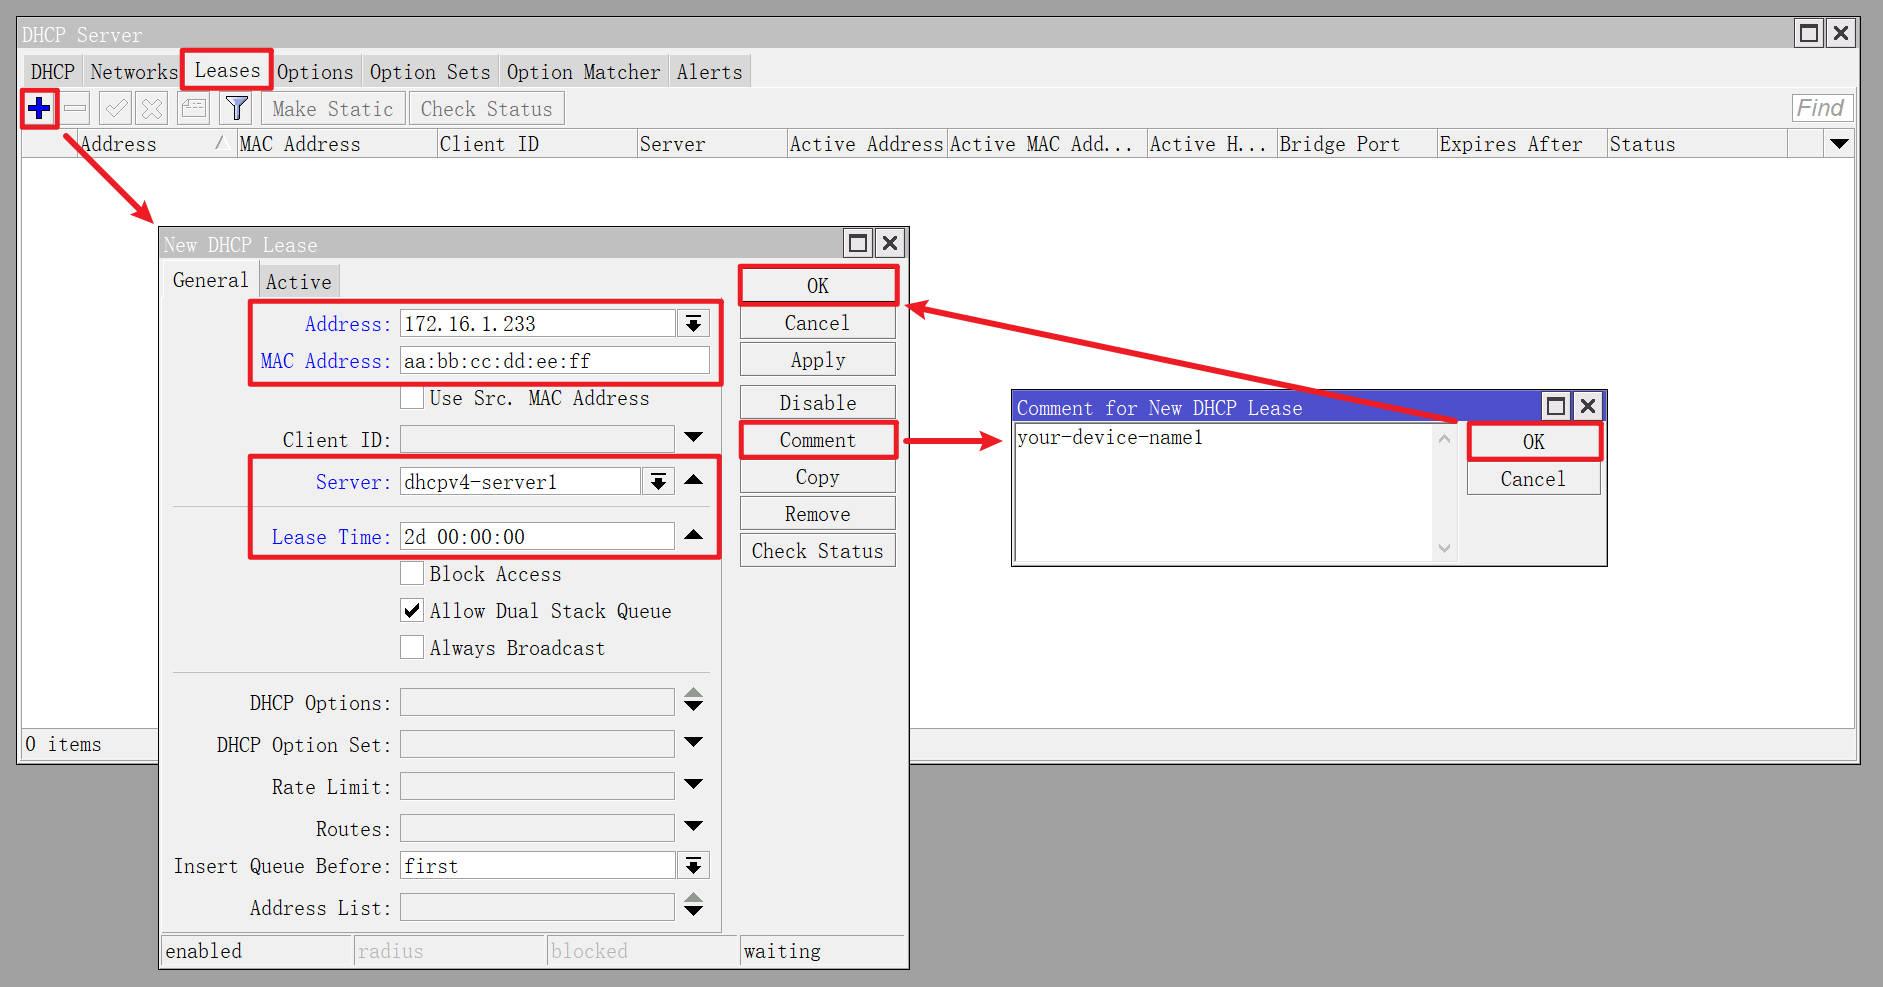 DHCP Server
DHCP Networks Leases Options Option Sets Option Matcher Alerts
Make Static Check Status Find
Address MAC Address Client ID Server Active Address Active MAC Add... Active H... Bridge Port Expires After Status
New DHCP Lease
General Active
Address: 172.16.1.233
MAC Address: aa:bb:cc:dd:ee:ff
Use Src. MAC Address
Client ID:
Server: dhcpv4-server1
Lease Time: 2d 00:00:00
Block Access
Allow Dual Stack Queue
Always Broadcast
DHCP Options:
DHCP Option Set:
Rate Limit:
Routes:
Insert Queue Before: first
Address List:
enabled radius blocked waiting
OK
Cancel
Apply
Disable
Comment
Copy
Remove
Check Status
Comment for New DHCP Lease
your-device-name1
OK
Cancel
0 items